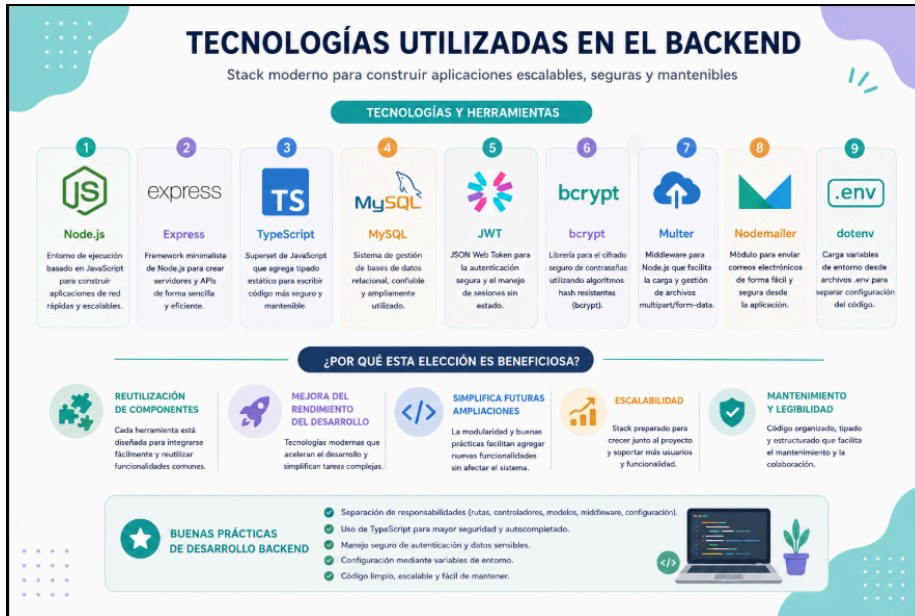 TECNOLOGÍAS UTILIZADAS EN EL BACKEND
Stack moderno para construir aplicaciones escalables, seguras y mantenibles
TECNOLOGÍAS Y HERRAMIENTAS
1
JS
Node.js
Entorno de ejecución
basado en JavaScript
para construir
aplicaciones de red
rápidas y escalables.
2
express
Express
Framework minimalista
de Node.js para crear
servidores y APIs
de forma sencilla
y eficiente.
3
TS
TypeScript
Superset de JavaScript
que agrega tipado
estático para escribir
código más seguro y
mantenible.
4
MySQL
MySQL
Sistema de gestión
de bases de datos
relacional, confiable
y ampliamente
utilizado.
5
JWT
JSON Web Token para
la autenticación
segura y el manejo
de sesiones sin
estado.
6
bcrypt
bcrypt
Librería para el cifrado
seguro de contraseñas
utilizando algoritmos
hash resistentes
(bcrypt).
7
Multer
Middleware para
Node.js que facilita
la carga y gestión
de archivos
multipart/form-data.
8
Nodemailer
Módulo para enviar
correos electrónicos
de forma fácil y
segura desde
la aplicación.
9
.env
dotenv
Carga variables
de entorno desde
archivos .env para
separar configuración
del código.
¿POR QUÉ ESTA ELECCIÓN ES BENEFICIOSA?
REUTILIZACIÓN
DE COMPONENTES
Cada herramienta está
diseñada para integrarse
fácilmente y reutilizar
funcionalidades comunes.
MEJORA DEL
RENDIMIENTO
DEL DESARROLLO
Tecnologías modernas que
aceleran el desarrollo y
simplifican tareas complejas.
</>
SIMPLIFICA FUTURAS
AMPLIACIONES
La modularidad y buenas
prácticas facilitan agregar
nuevas funcionalidades
sin afectar el sistema.
ESCALABILIDAD
Stack preparado para
crecer junto al proyecto
y soportar más usuarios
y funcionalidad.
MANTENIMIENTO
Y LEGIBILIDAD
Código organizado, tipado
y estructurado que facilita
el mantenimiento y la
colaboración.
BUENAS PRÁCTICAS
DE DESARROLLO BACKEND
Separación de responsabilidades (rutas, controladores, modelos, middleware, configuración).
Uso de TypeScript para mayor seguridad y autocompletado.
Manejo seguro de autenticación y datos sensibles.
Configuración mediante variables de entorno.
Código limpio, escalable y fácil de mantener.
</>